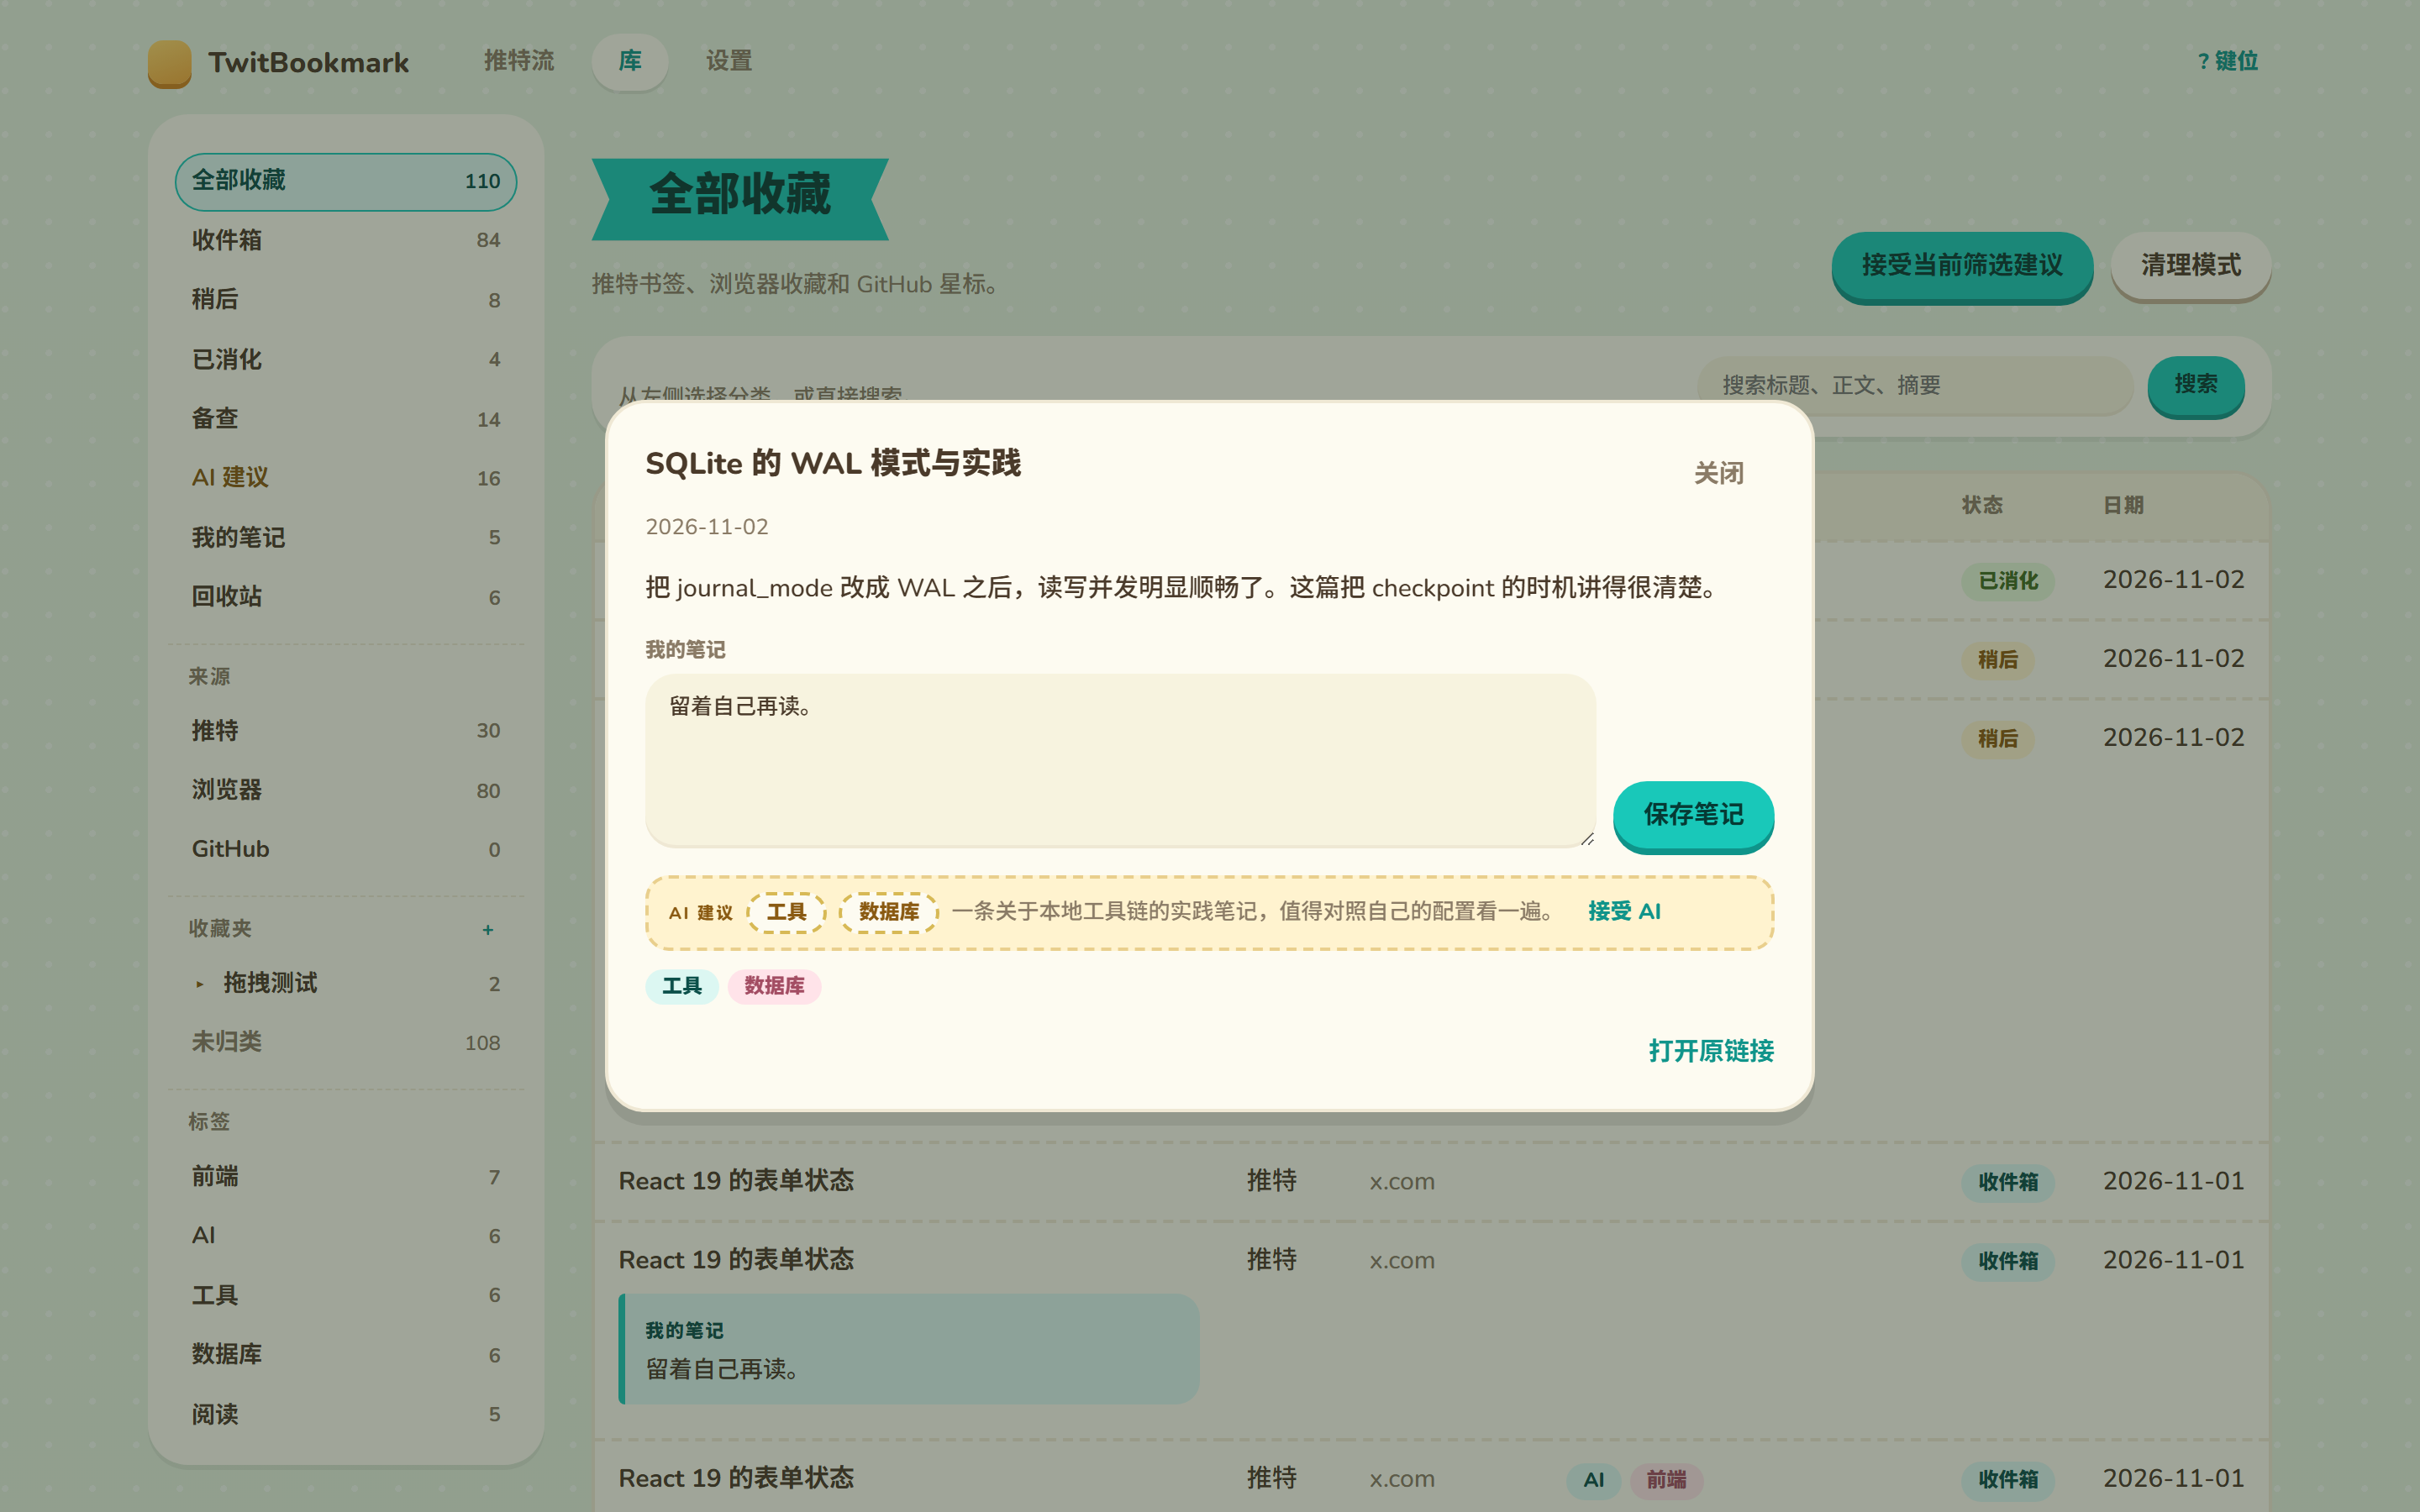 TwitBookmark 推特流 库 设置 ? 键位
全部收藏 110
收件箱 84
稍后 8
已消化 4
备查 14
AI 建议 16
我的笔记 5
回收站 6
来源
推特 30
浏览器 80
GitHub 0
收藏夹 +
▸ 拖拽测试 2
未归类 108
标签
前端 7
AI 6
工具 6
数据库 6
阅读 5
全部收藏
推特书签、浏览器收藏和 GitHub 星标。
接受当前筛选建议 清理模式
从左侧选择分类，或直接搜索
搜索标题、正文、摘要 搜索
状态 日期
已消化 2026-11-02
稍后 2026-11-02
稍后 2026-11-02
SQLite 的 WAL 模式与实践 关闭
2026-11-02
把 journal_mode 改成 WAL 之后，读写并发明显顺畅了。这篇把 checkpoint 的时机讲得很清楚。
我的笔记
留着自己再读。
保存笔记
AI 建议 工具 数据库 一条关于本地工具链的实践笔记，值得对照自己的配置看一遍。 接受 AI
工具 数据库
打开原链接
React 19 的表单状态 推特 x.com 收件箱 2026-11-01
React 19 的表单状态 推特 x.com 收件箱 2026-11-01
我的笔记
留着自己再读。
React 19 的表单状态 推特 x.com AI 前端 收件箱 2026-11-01